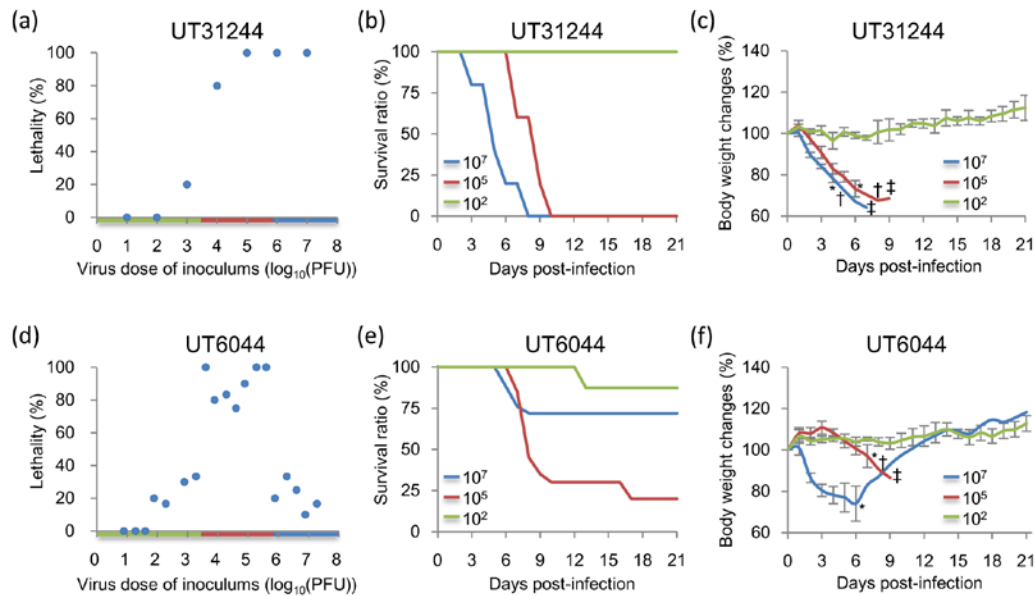 (a)
UT31244
Lethality (%)
100
80
60
40
20
0
0 1 2 3 4 5 6 7 8
Virus dose of inoculums (log10(PFU))
(b)
UT31244
Survival ratio (%)
100
75
50
25
0
10⁷
10⁵
10²
0 3 6 9 12 15 18 21
Days post-infection
(c)
UT31244
Body weight changes (%)
140
120
100
80
60
10⁷
10⁵
10²
* † ‡ * † ‡
0 3 6 9 12 15 18 21
Days post-infection
(d)
UT6044
Lethality (%)
100
80
60
40
20
0
0 1 2 3 4 5 6 7 8
Virus dose of inoculums (log10(PFU))
(e)
UT6044
Survival ratio (%)
100
75
50
25
0
10⁷
10⁵
10²
0 3 6 9 12 15 18 21
Days post-infection
(f)
UT6044
Body weight changes (%)
140
120
100
80
60
* † ‡
*
10⁷
10⁵
10²
0 3 6 9 12 15 18 21
Days post-infection